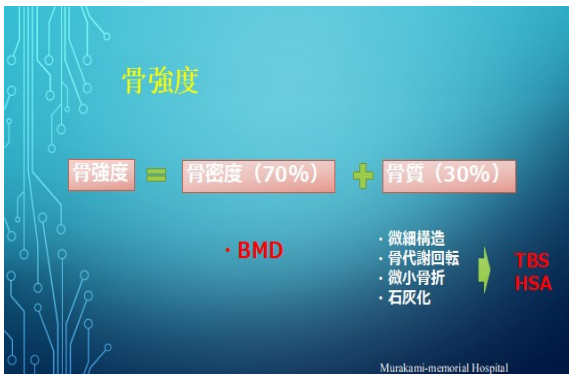 骨強度
骨強度 = 骨密度（70%） + 骨質（30%）
・BMD
・微細構造
・骨代謝回転
・微小骨折
・石灰化
TBS
HSA
Murakami-memorial Hospital